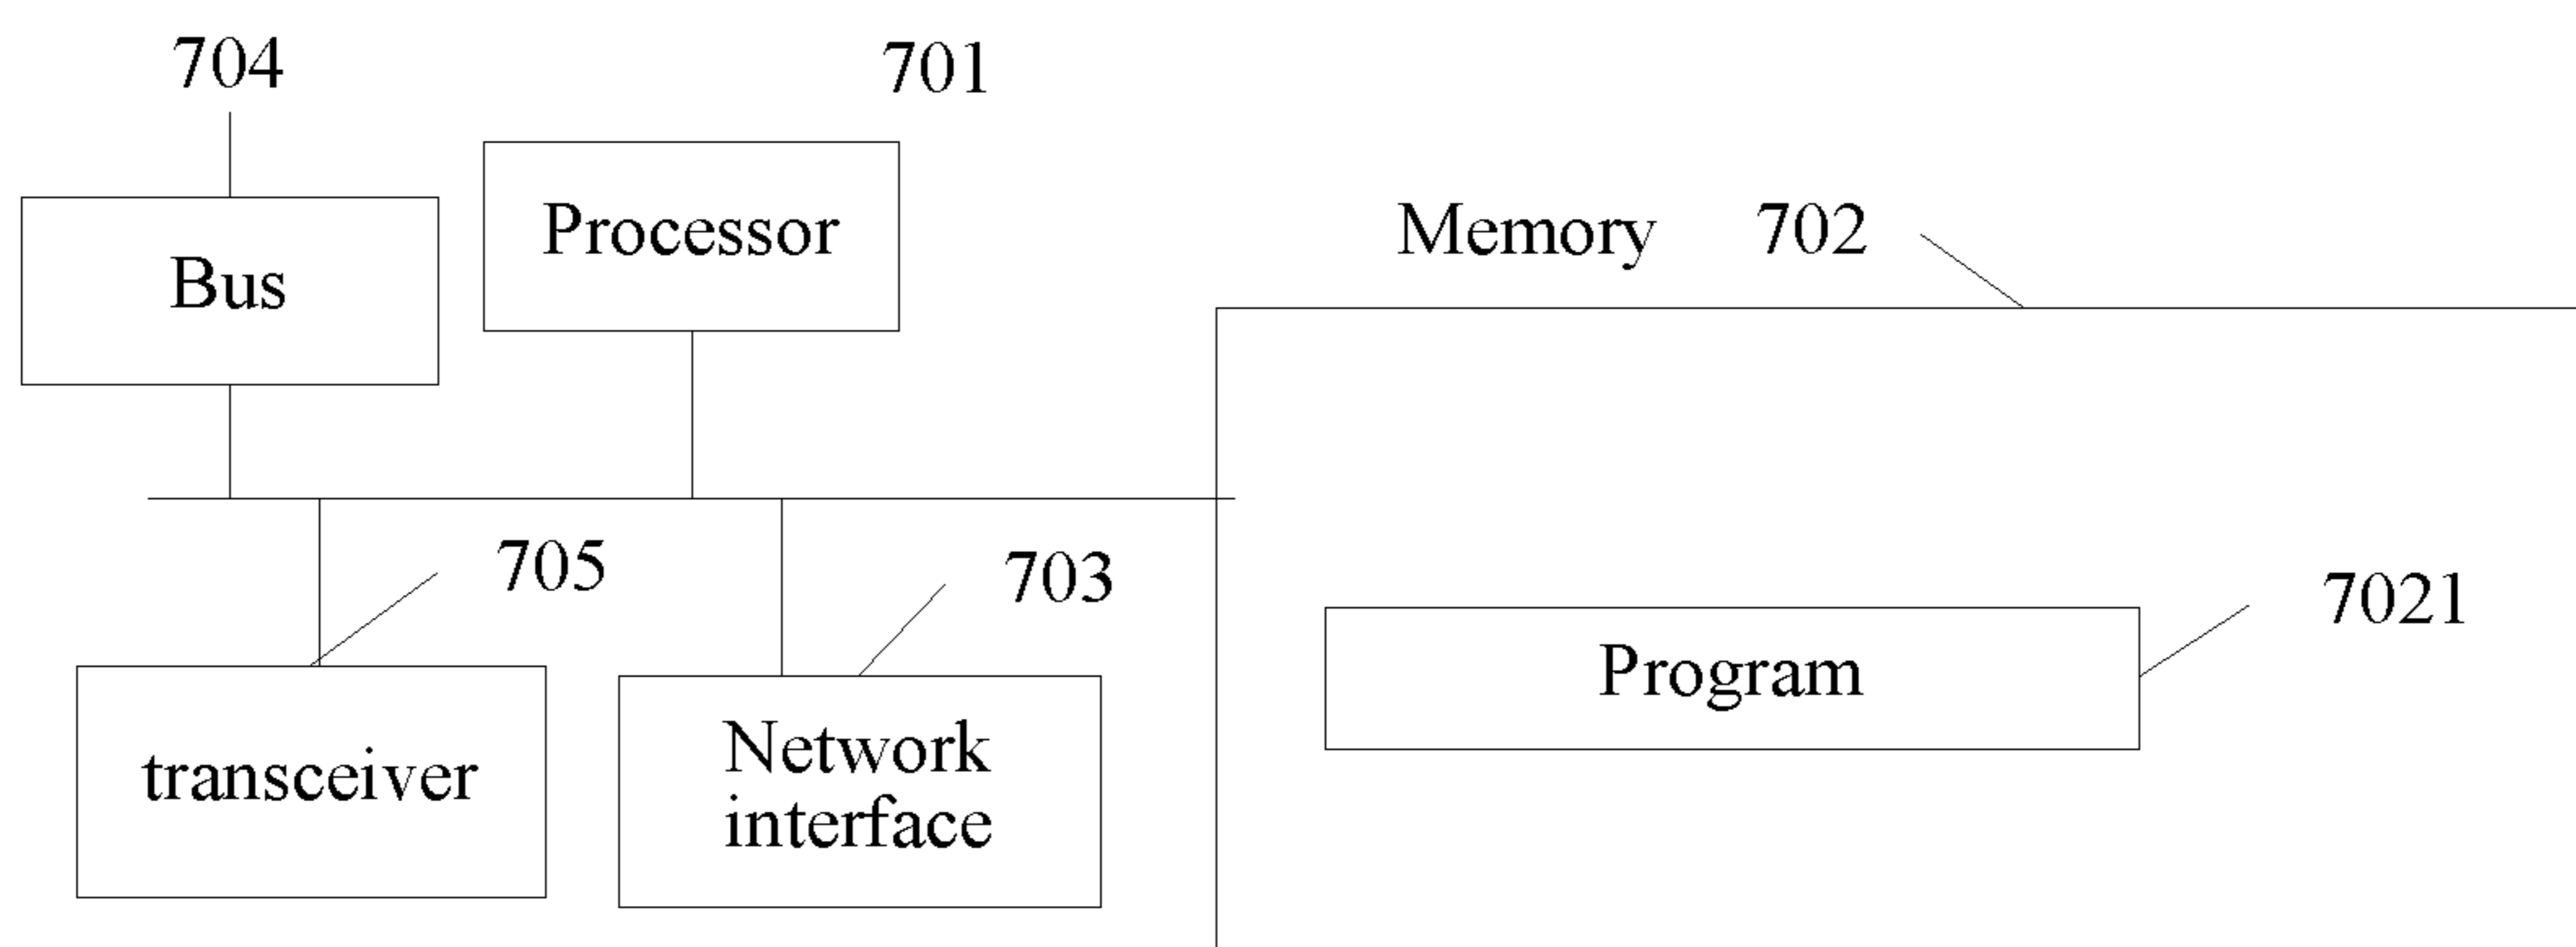 704
701
Bus
Processor
Memory 702
705
703
7021
transceiver
Network
interface
Program